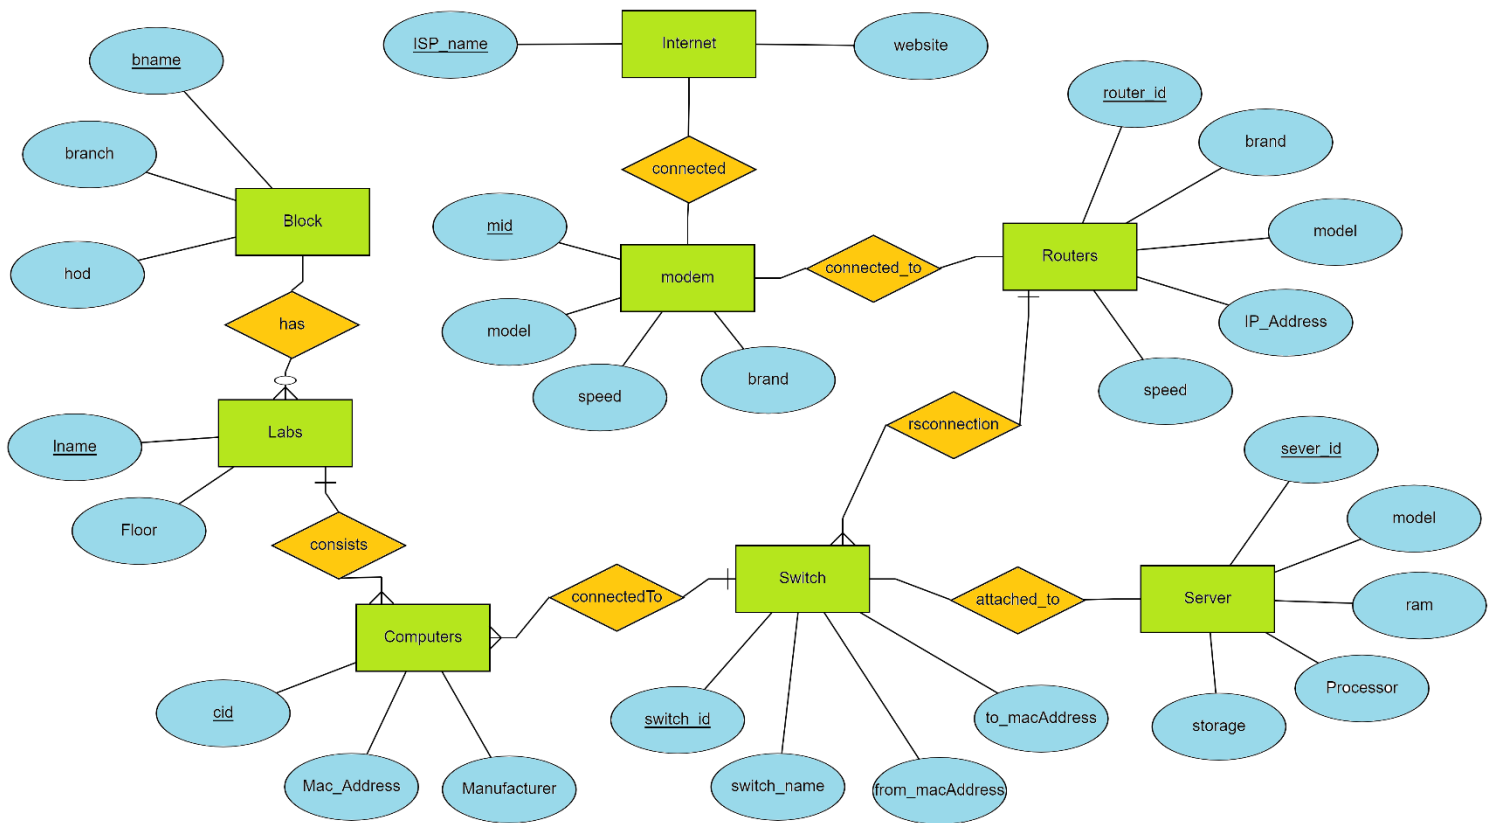 ISP_name
Internet
website
bname
router_id
branch
brand
connected
Block
mid
model
Routers
hod
connected_to
modem
has
model
IP_Address
speed
brand
speed
lname
Labs
rsconnection
sever_id
Floor
model
consists
Switch
connectedTo
attached_to
Server
ram
Computers
Processor
cid
switch_id
to_macAddress
storage
Mac_Address
Manufacturer
switch_name
from_macAddress